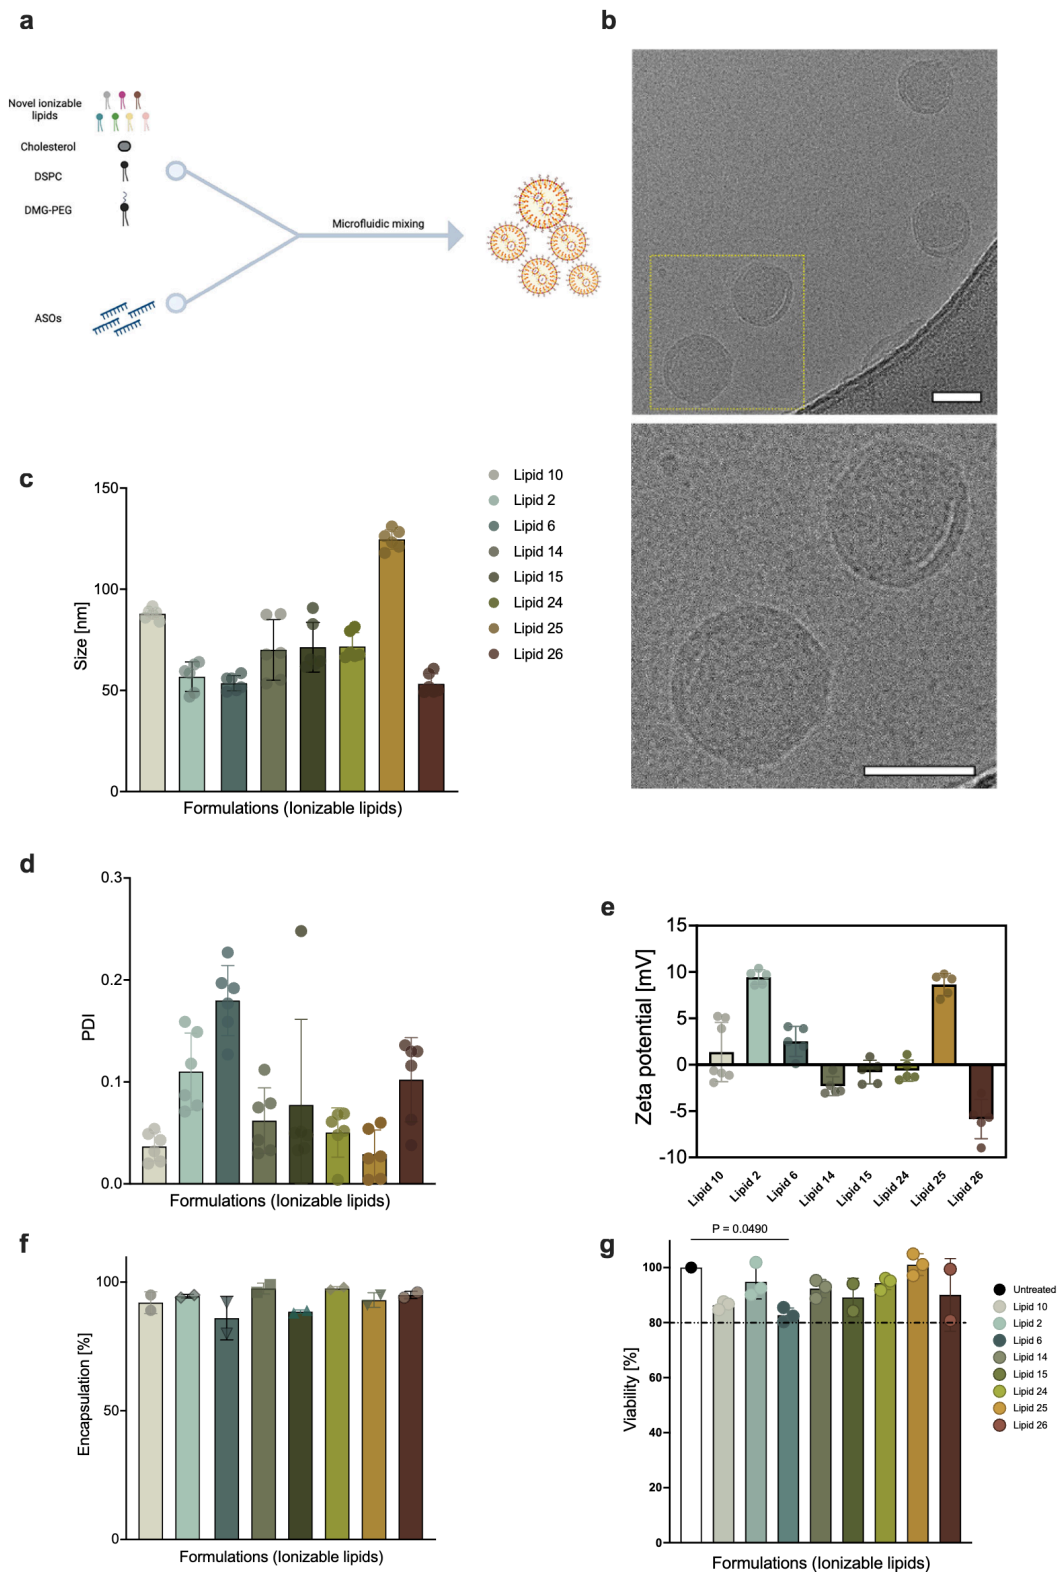 a
Novel ionizable
lipids
Cholesterol
DSPC
DMG-PEG
ASOs
Microfluidic mixing
b
c
150
100
50
0
Size [nm]
Formulations (Ionizable lipids)
Lipid 10
Lipid 2
Lipid 6
Lipid 14
Lipid 15
Lipid 24
Lipid 25
Lipid 26
d
0.3
0.2
0.1
0.0
PDI
Formulations (Ionizable lipids)
e
15
10
5
0
-5
-10
Zeta potential [mV]
Lipid 10
Lipid 2
Lipid 6
Lipid 14
Lipid 15
Lipid 24
Lipid 25
Lipid 26
f
100
50
0
Encapsulation [%]
Formulations (Ionizable lipids)
g
P = 0.0490
100
80
60
40
20
0
Viability [%]
Formulations (Ionizable lipids)
Untreated
Lipid 10
Lipid 2
Lipid 6
Lipid 14
Lipid 15
Lipid 24
Lipid 25
Lipid 26